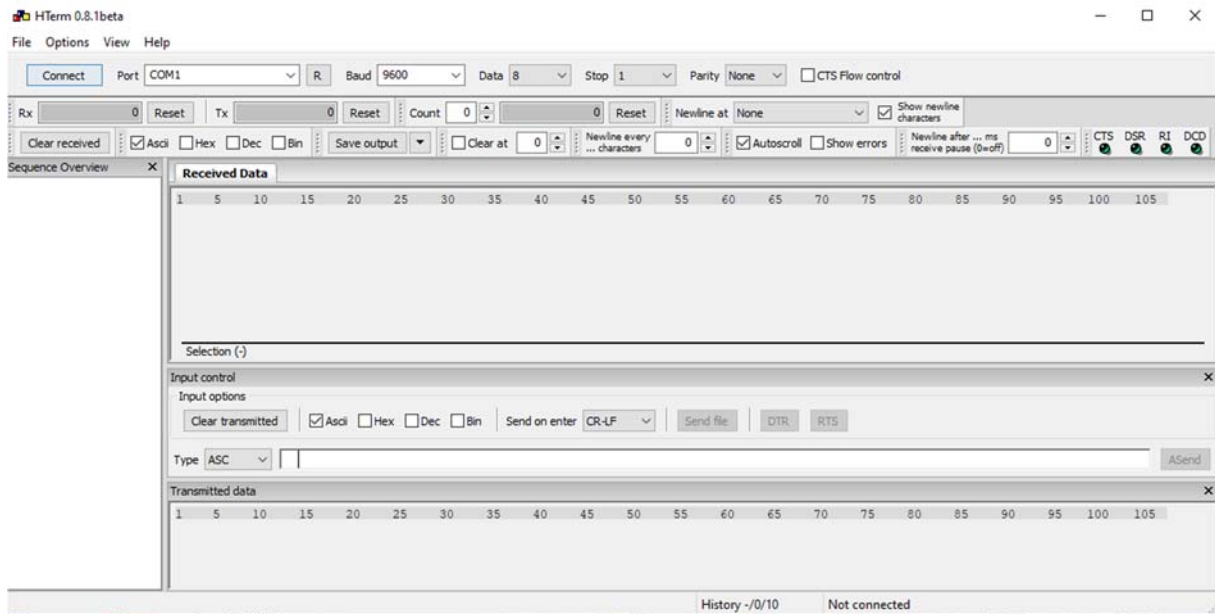 HTerm 0.8.1beta
File Options View Help
Connect Port COM1 R Baud 9600 Data 8 Stop 1 Parity None CTS Flow control
Rx 0 Reset Tx 0 Reset Count 0 0 Reset Newline at None Show newline characters
Clear received Ascii Hex Dec Bin Save output Clear at 0 Newline every ... characters 0 Autoscroll Show errors Newline after ... ms receive pause (0=off) 0 CTS DSR RI DCD
Sequence Overview
Received Data
1 5 10 15 20 25 30 35 40 45 50 55 60 65 70 75 80 85 90 95 100 105
Selection (-)
Input control
Input options
Clear transmitted Ascii Hex Dec Bin Send on enter CR-LF Send file DTR RTS
Type ASC ASend
Transmitted data
1 5 10 15 20 25 30 35 40 45 50 55 60 65 70 75 80 85 90 95 100 105
History -/0/10 Not connected